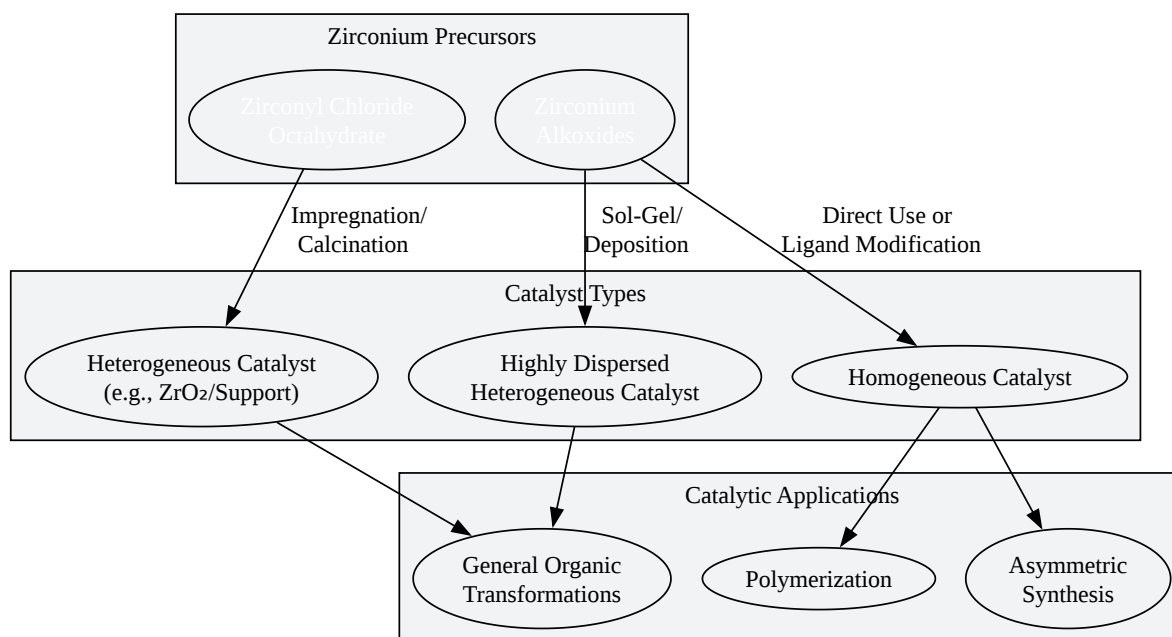 Zirconium Precursors
Zirconyl Chloride
Octahydrate
Zirconium
Alkoxides
Impregnation/
Calcination
Sol-Gel/
Deposition
Direct Use or
Ligand Modification
Catalyst Types
Heterogeneous Catalyst
(e.g., ZrO₂/Support)
Highly Dispersed
Heterogeneous Catalyst
Homogeneous Catalyst
Catalytic Applications
General Organic
Transformations
Polymerization
Asymmetric
Synthesis